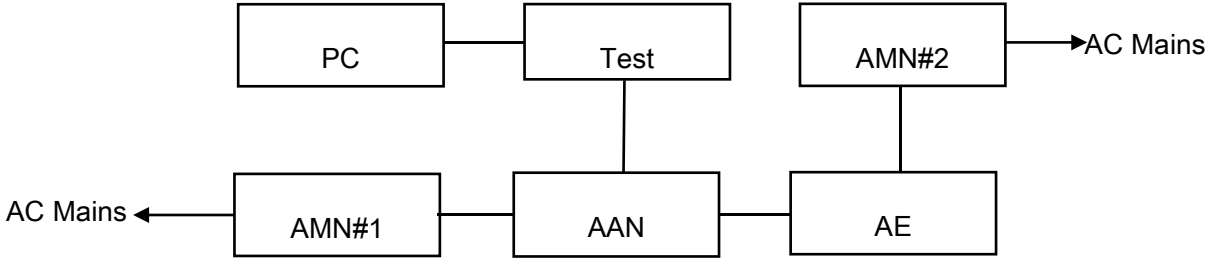 PC
Test
AMN#2
AC Mains
AC Mains
AMN#1
AAN
AE